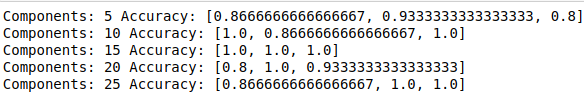 Components: 5 Accuracy: [0.8666666666666667, 0.9333333333333333, 0.8]
Components: 10 Accuracy: [1.0, 0.8666666666666667, 1.0]
Components: 15 Accuracy: [1.0, 1.0, 1.0]
Components: 20 Accuracy: [0.8, 1.0, 0.9333333333333333]
Components: 25 Accuracy: [0.8666666666666667, 1.0, 1.0]